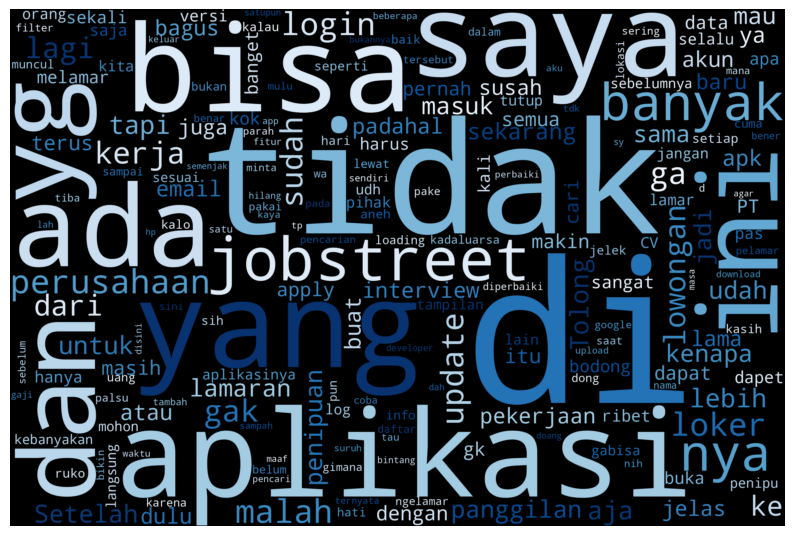 orang
sekali
versi
login
saya
data
mau
filter
saja
bagus
banget
bisa
selalu
ya
lagi
kalau
seperti
baik
dalam
beberapa
satupun
sering
lokasi
akun
apa
muncul
keluar
bukannya
tersebut
aku
mana
melamar
kita
bukan
mulu
pernah
susah
sebelumnya
baru
yg
tapi
juga
kok
benar
app
masuk
tutup
tdk
banyak
cuma
bener
terus
semenjak
parah
fitur
padahal
semua
sama
setiap
kerja
tidak
hari
harus
sekarang
sy
jangan
sampai
sesuai
sudah
minta
lewat
kali
perbaiki
ga
apk
tiba
email
hilang
sendiri
wa
pihak
pake
cari
lamar
d
agar
ini
ada
lah
pakai
udh
pada
aneh
PT
hp
kaya
satu
tp
pencarian
loading
kadaluarsa
makin
CV
jadi
pas
pelamar
jobstreet
jelek
lowongan
download
perusahaan
apply
interview
diperbaiki
Tolong
sangat
udah
masa
dari
yang
di
sini
tampilan
google
lama
kasih
dan
sih
buat
update
lain
saat
untuk
disini
developer
itu
upload
kenapa
sebelum
masih
aplikasinya
bodong
dapat
dapet
hanya
uang
lamaran
pun
coba
dah
dong
nama
lebih
gaji
palsu
tambah
penipuan
log
info
pekerjaan
ribet
kebanyakan
mohon
atau
gak
sampah
daftar
loker
aplikasi
nya
belum
suruh
tau
gk
gabisa
doang
ruko
langsung
bikin
waktu
maaf
gimana
bintang
nih
buka
penipu
karena
pencari
ternyata
ngelamar
Setelah
dulu
malah
hati
dengan
panggilan
aja
jelas
ke